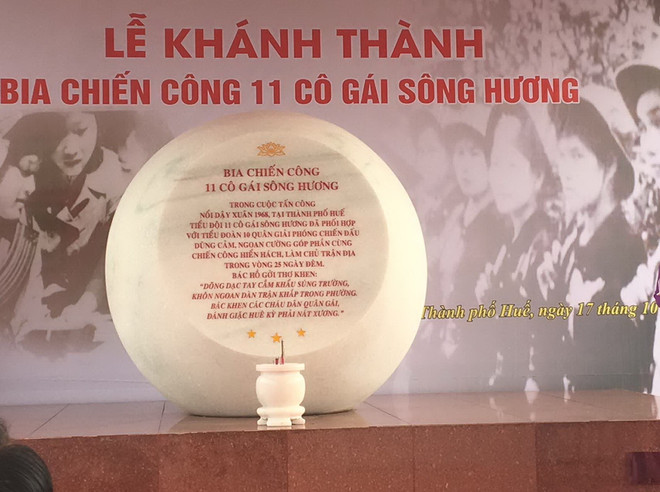 LỄ KHÁNH THÀNH
BIA CHIẾN CÔNG 11 CÔ GÁI SÔNG HƯƠNG
BIA CHIẾN CÔNG
11 CÔ GÁI SÔNG HƯƠNG
TRONG CUỘC TẤN CÔNG
NỔI DẬY XUÂN 1968, TẠI THÀNH PHỐ HUẾ
TIỂU ĐỘI 11 CÔ GÁI SÔNG HƯƠNG ĐÃ PHỐI HỢP
VỚI TIỂU ĐOÀN 10 QUÂN GIẢI PHÓNG CHIẾN ĐẤU
DŨNG CẢM, NGOAN CƯỜNG GÓP PHẦN CÙNG
CHIẾN CÔNG HIỂN HÁCH, LÀM CHỦ TRẬN ĐỊA
TRONG VÒNG 25 NGÀY ĐÊM.
BÁC HỒ GỞI THƠ KHEN:
"DÕNG DẠC TAY CẦM KHẨU SÚNG TRƯỜNG,
KHÔN NGOAN DÀN TRẬN KHẮP TRONG PHƯỜNG.
BÁC KHEN CÁC CHÁU DÂN QUÂN GÁI,
ĐÁNH GIẶC HUÊ KỲ PHẢI NÁT XƯƠNG."
Thành phố Huế, ngày 17 tháng 10